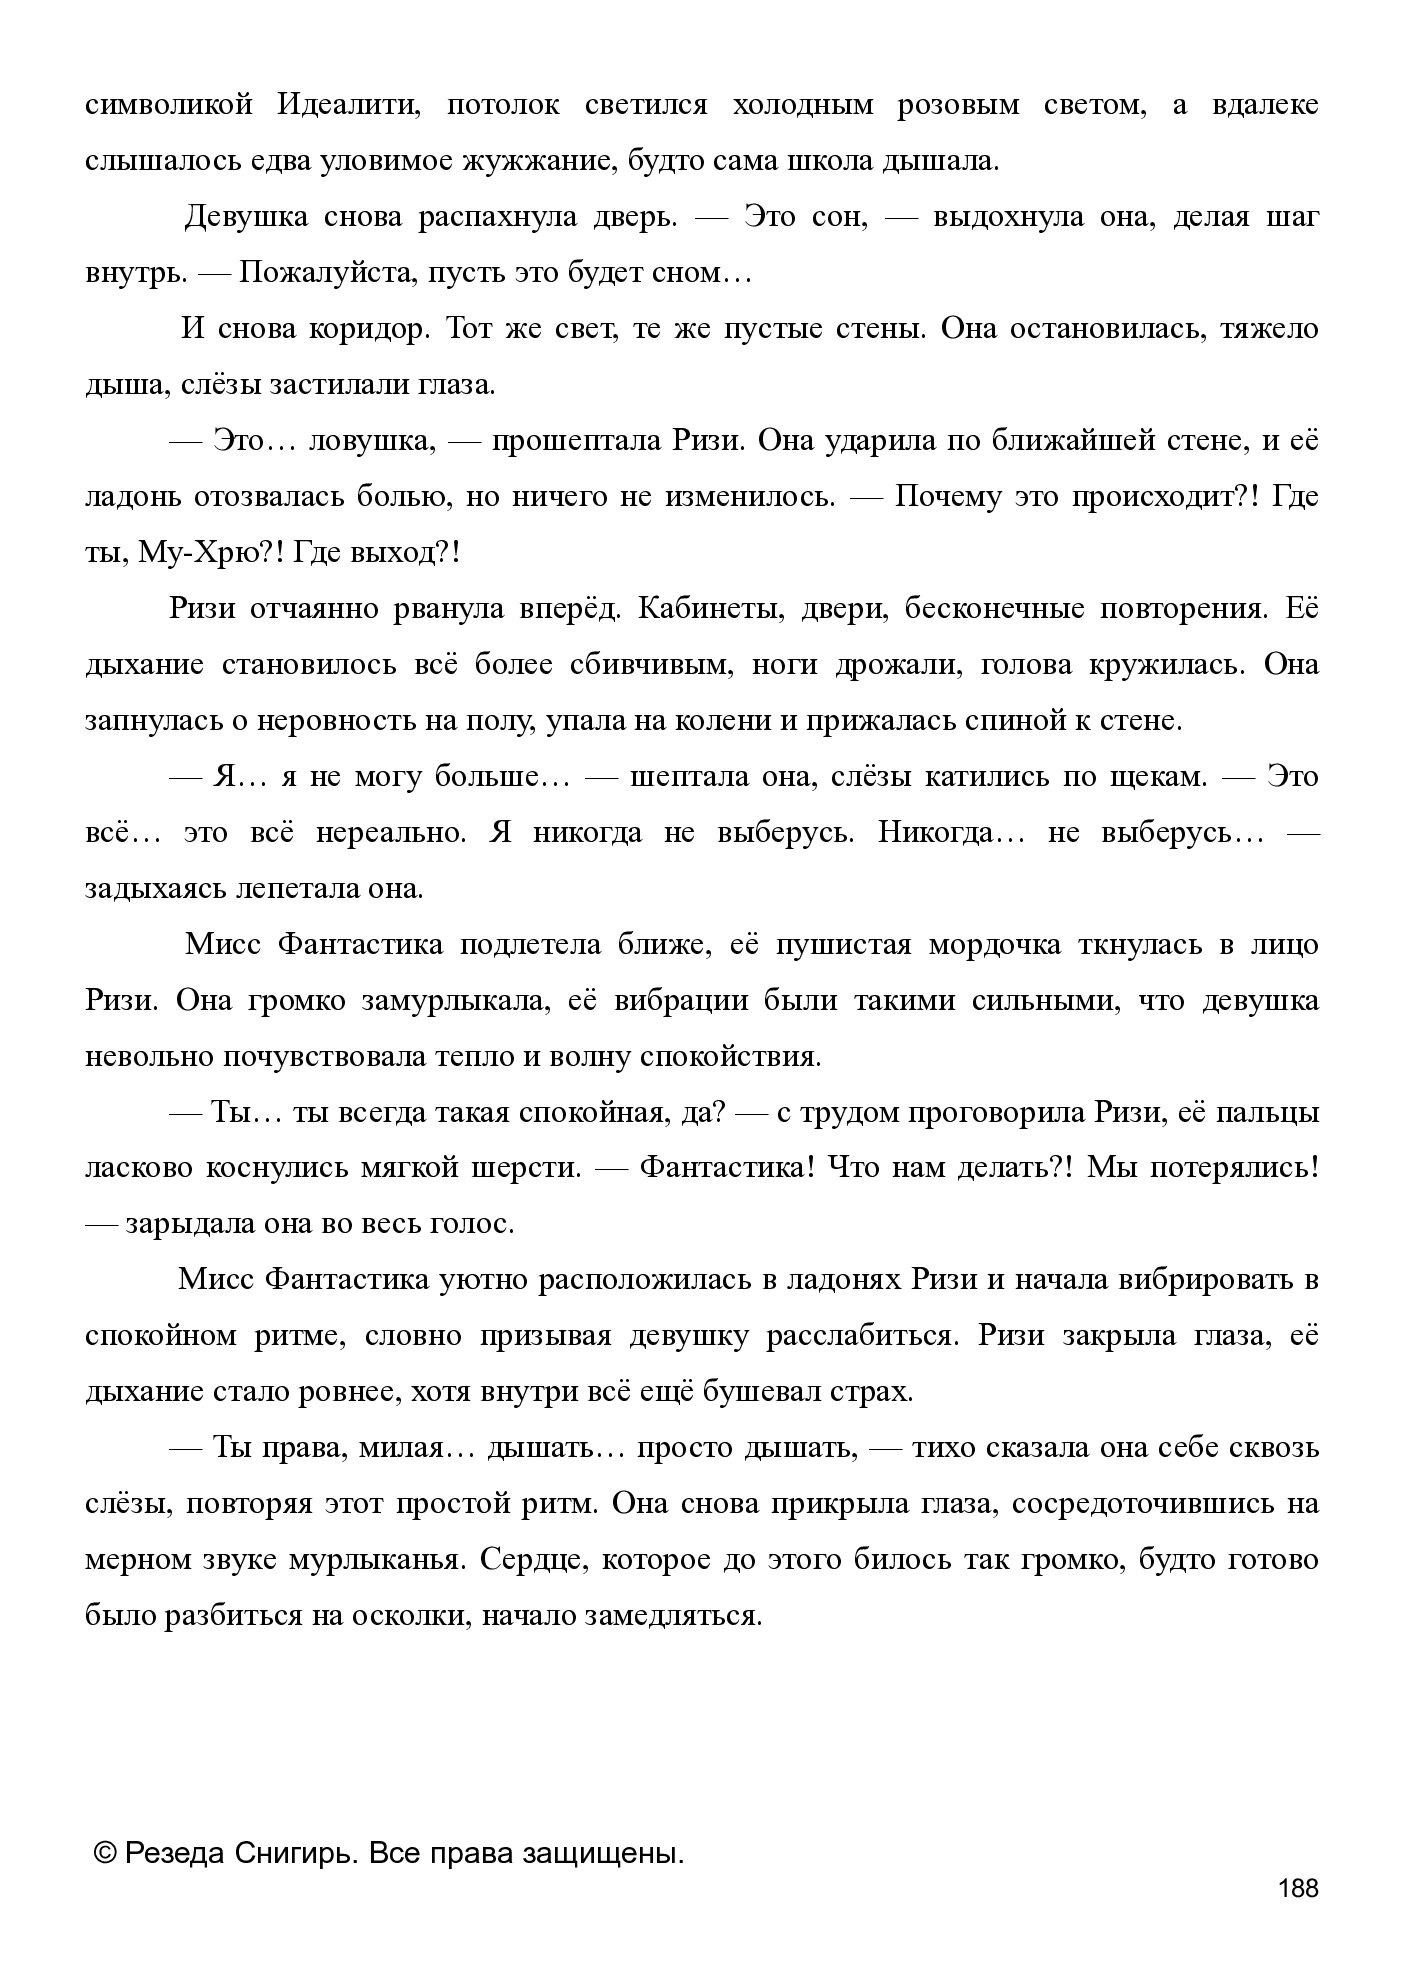 символикой Идеалити, потолок светился холодным розовым светом, а вдалеке
слышалось едва уловимое жужжание, будто сама школа дышала.
Девушка снова распахнула дверь. — Это сон, — выдохнула она, делая шаг
внутрь. — Пожалуйста, пусть это будет сном…
И снова коридор. Тот же свет, те же пустые стены. Она остановилась, тяжело
дыша, слёзы застилали глаза.
— Это… ловушка, — прошептала Ризи. Она ударила по ближайшей стене, и её
ладонь отозвалась болью, но ничего не изменилось. — Почему это происходит?! Где
ты, Му-Хрю?! Где выход?!
Ризи отчаянно рванула вперёд. Кабинеты, двери, бесконечные повторения. Её
дыхание становилось всё более сбивчивым, ноги дрожали, голова кружилась. Она
запнулась о неровность на полу, упала на колени и прижалась спиной к стене.
— Я… я не могу больше… — шептала она, слёзы катились по щекам. — Это
всё… это всё нереально. Я никогда не выберусь. Никогда… не выберусь… —
задыхаясь лепетала она.
Мисс Фантастика подлетела ближе, её пушистая мордочка ткнулась в лицо
Ризи. Она громко замурлыкала, её вибрации были такими сильными, что девушка
невольно почувствовала тепло и волну спокойствия.
— Ты… ты всегда такая спокойная, да? — с трудом проговорила Ризи, её пальцы
ласково коснулись мягкой шерсти. — Фантастика! Что нам делать?! Мы потерялись!
— зарыдала она во весь голос.
Мисс Фантастика уютно расположилась в ладонях Ризи и начала вибрировать в
спокойном ритме, словно призывая девушку расслабиться. Ризи закрыла глаза, её
дыхание стало ровнее, хотя внутри всё ещё бушевал страх.
— Ты права, милая… дышать… просто дышать, — тихо сказала она себе сквозь
слёзы, повторяя этот простой ритм. Она снова прикрыла глаза, сосредоточившись на
мерном звуке мурлыканья. Сердце, которое до этого билось так громко, будто готово
было разбиться на осколки, начало замедляться.
© Резеда Снигирь. Все права защищены.
188